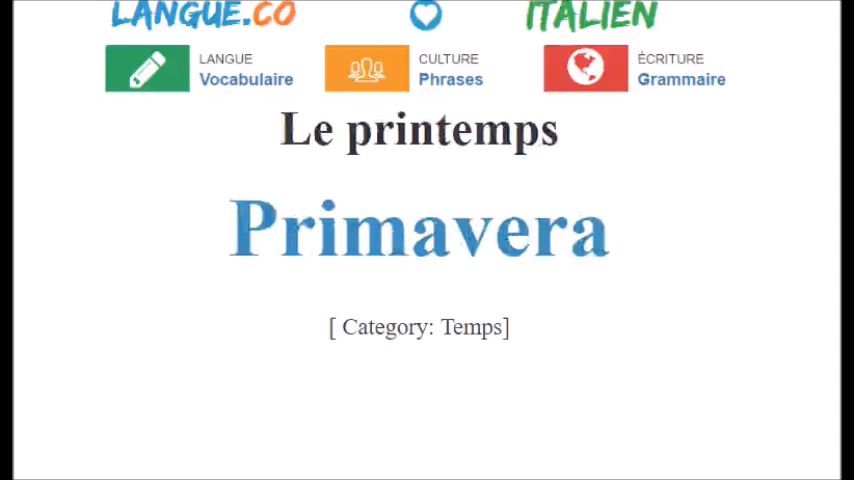 LANGUE.CO
ITALIEN
LANGUE
Vocabulaire
CULTURE
Phrases
ÉCRITURE
Grammaire
Le printemps
Primavera
[ Category: Temps]